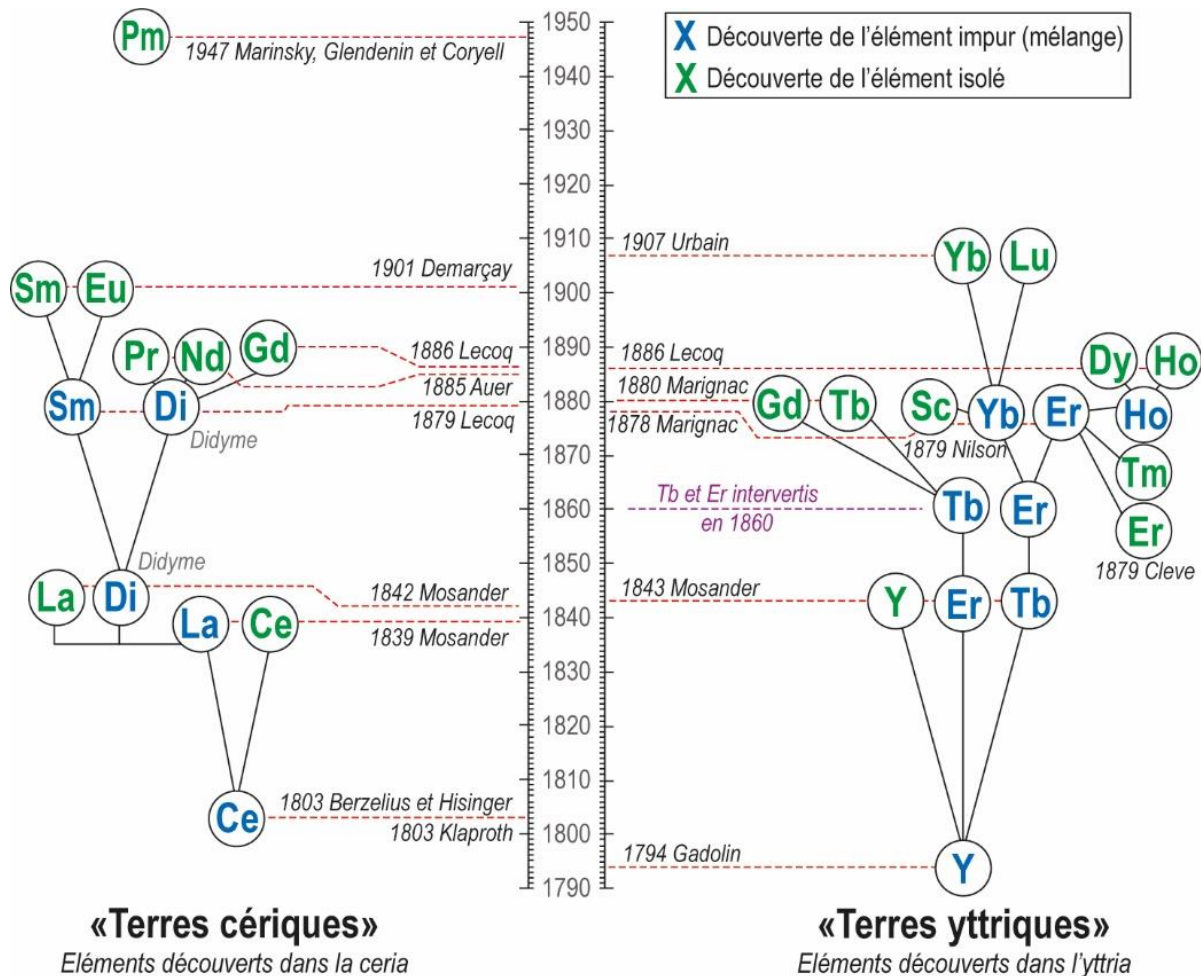 Pm
1947 Marinsky, Glendenin et Coryell
1950
1940
1930
1920
1910
1900
1890
1880
1870
1860
1850
1840
1830
1820
1810
1800
1790
X Découverte de l'élément impur (mélange)
X Découverte de l'élément isolé
Sm
Eu
1901 Demarçay
Pr
Nd
Gd
1886 Lecoq
1885 Auer
Sm
Di
1879 Lecoq
Didyme
Didyme
La
Di
1842 Mosander
La
Ce
1839 Mosander
Ce
1803 Berzelius et Hisinger
1803 Klaproth
«Terres cériques»
Eléments découverts dans la ceria
1907 Urbain
Yb
Lu
1886 Lecoq
Dy
Ho
1880 Marignac
Gd
Tb
Sc
Yb
Er
Ho
1878 Marignac
1879 Nilson
Tm
Tb et Er intervertis
en 1860
Tb
Er
Er
1879 Cleve
1843 Mosander
Y
Er
Tb
1794 Gadolin
Y
«Terres yttriques»
Eléments découverts dans l'yttria